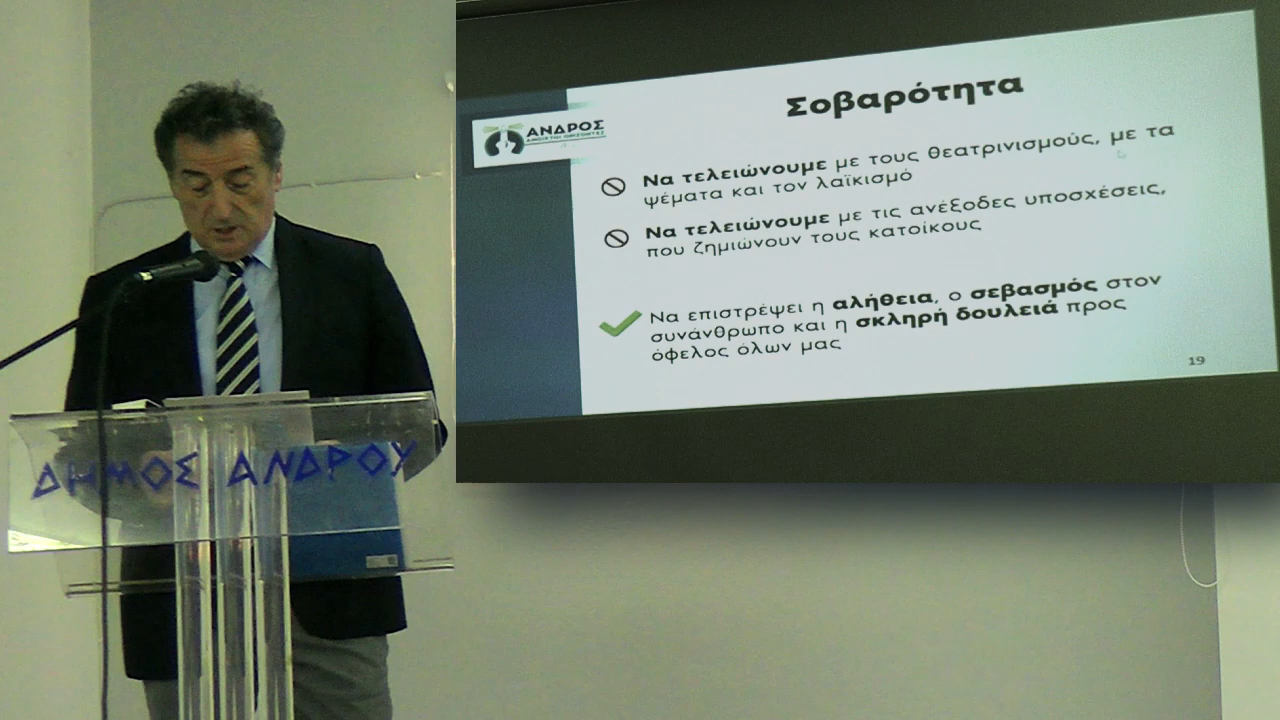 Σοβαρότητα
ΑΝΔΡΟΣ
ΑΝΟΙΧΤΟΙ ΟΡΙΖΟΝΤΕΣ
Να τελειώνουμε με τους θεατρινισμούς, με τα
ψέματα και τον λαϊκισμό
Να τελειώνουμε με τις ανέξοδες υποσχέσεις,
που ζημιώνουν τους κατοίκους
Να επιστρέψει η αλήθεια, ο σεβασμός στον
συνάνθρωπο και η σκληρή δουλειά προς
όφελος όλων μας
19
ΔΗΜΟΣ ΑΝΔΡΟΥ